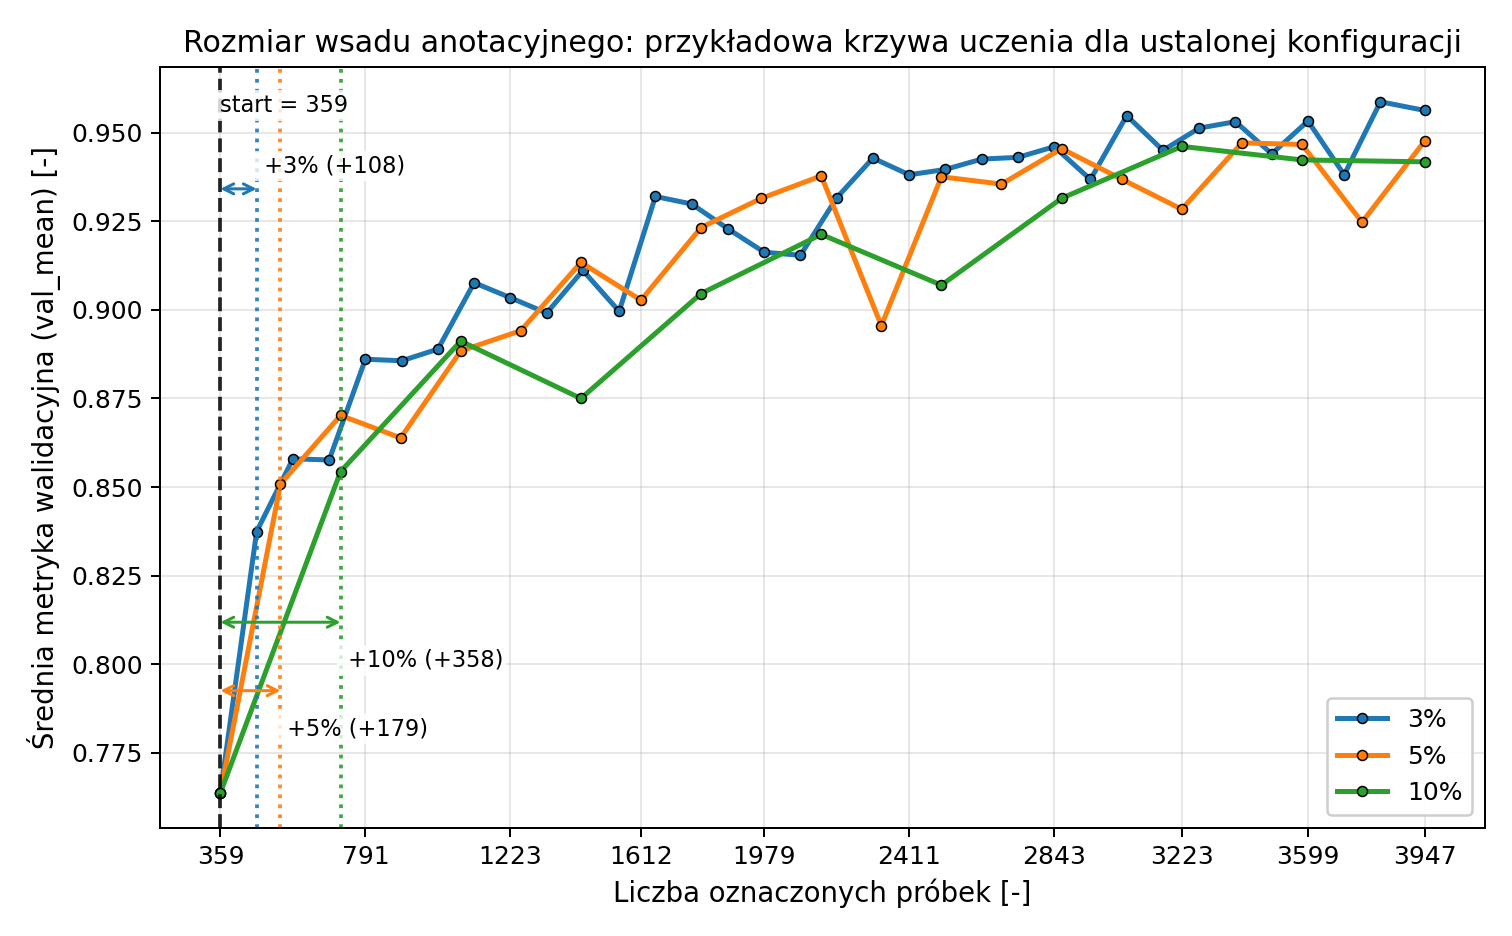 Rozmiar wsadu anotacyjnego: przykładowa krzywa uczenia dla ustalonej konfiguracji
Średnia metryka walidacyjna (val_mean) [-]
0.950
0.925
0.900
0.875
0.850
0.825
0.800
0.775
start = 359
+3% (+108)
+10% (+358)
+5% (+179)
3%
5%
10%
359 791 1223 1612 1979 2411 2843 3223 3599 3947
Liczba oznaczonych próbek [-]